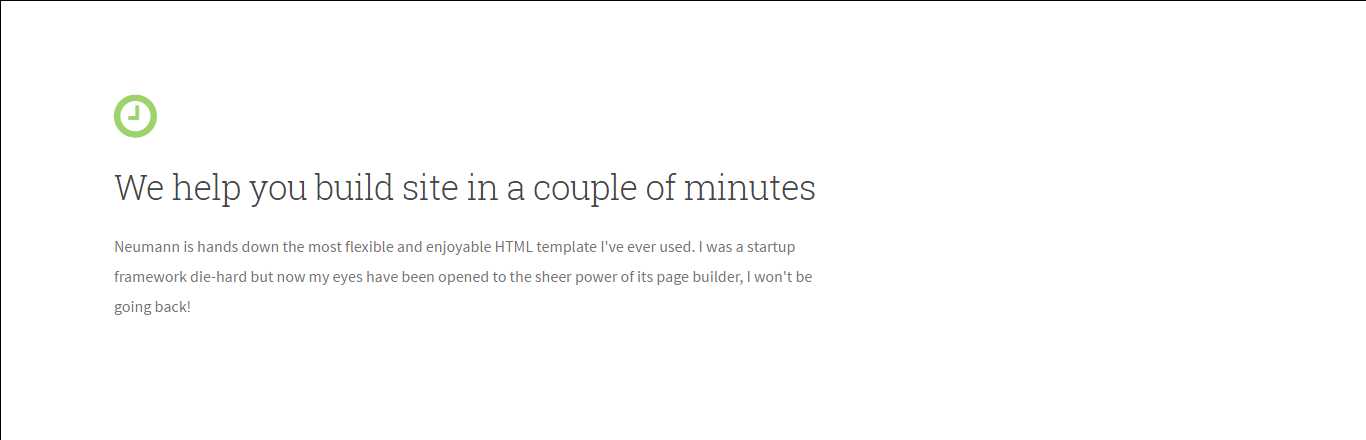 We help you build site in a couple of minutes
Neumann is hands down the most flexible and enjoyable HTML template I've ever used. I was a startup
framework die-hard but now my eyes have been opened to the sheer power of its page builder, I won't be
going back!